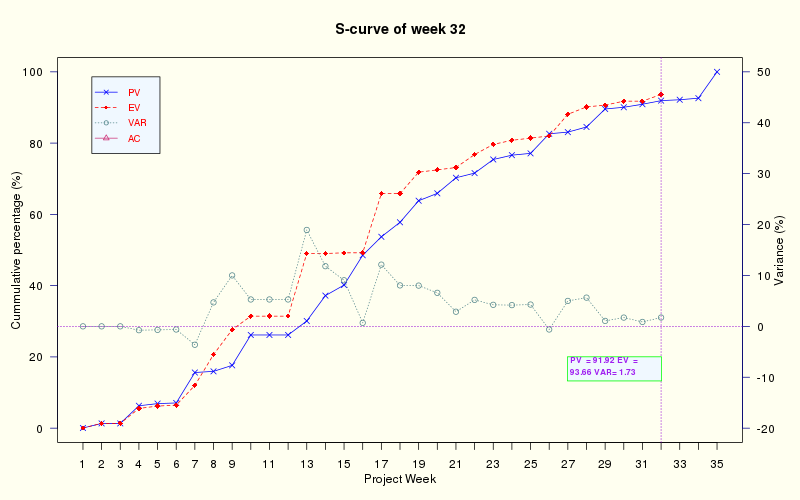 S-curve of week 32
Cummulative percentage (%)
100
80
60
40
20
0
PV
EV
VAR
AC
50
40
30
20
10
0
-10
-20
Variance (%)
PV = 91.92 EV =
93.66 VAR= 1.73
1 2 3 4 5 6 7 8 9 11 13 15 17 19 21 23 25 27 29 31 33 35
Project Week